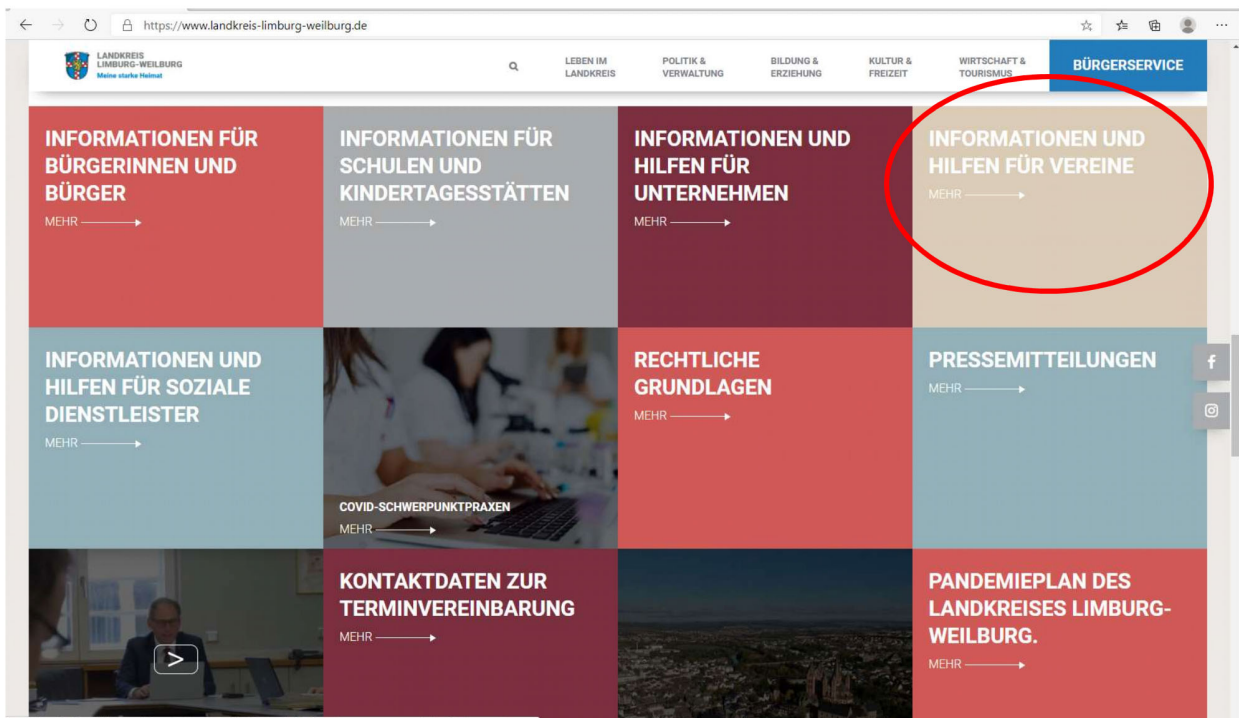 https://www.landkreis-limburg-weilburg.de
LANDKREIS
LIMBURG-WEILBURG
Meine starke Heimat
LEBEN IM
LANDKREIS
POLITIK &
VERWALTUNG
BILDUNG &
ERZIEHUNG
KULTUR &
FREIZEIT
WIRTSCHAFT &
TOURISMUS
BÜRGERSERVICE
INFORMATIONEN FÜR
BÜRGERINNEN UND
BÜRGER
MEHR
INFORMATIONEN FÜR
SCHULEN UND
KINDERTAGESSTÄTTEN
MEHR
INFORMATIONEN UND
HILFEN FÜR
UNTERNEHMEN
MEHR
INFORMATIONEN UND
HILFEN FÜR VEREINE
MEHR
INFORMATIONEN UND
HILFEN FÜR SOZIALE
DIENSTLEISTER
MEHR
COVID-SCHWERPUNKTPRAXEN
MEHR
RECHTLICHE
GRUNDLAGEN
MEHR
PRESSEMITTEILUNGEN
MEHR
KONTAKTDATEN ZUR
TERMINVEREINBARUNG
MEHR
PANDEMIEPLAN DES
LANDKREISES LIMBURG-
WEILBURG.
MEHR